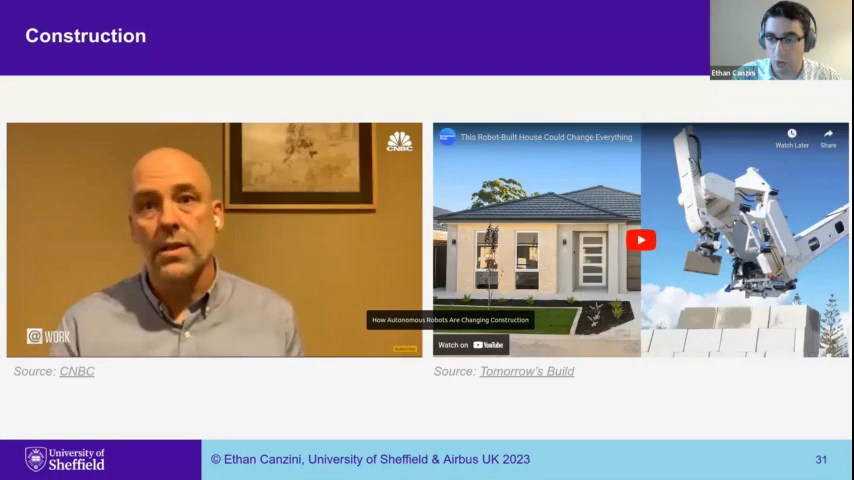 Construction
Ethan Canzini
CNBC
This Robot-Built House Could Change Everything
Watch Later
Share
How Autonomous Robots Are Changing Construction
@WORK
Watch on YouTube
Source: CNBC
Source: Tomorrow's Build
University of
Sheffield
© Ethan Canzini, University of Sheffield & Airbus UK 2023
31